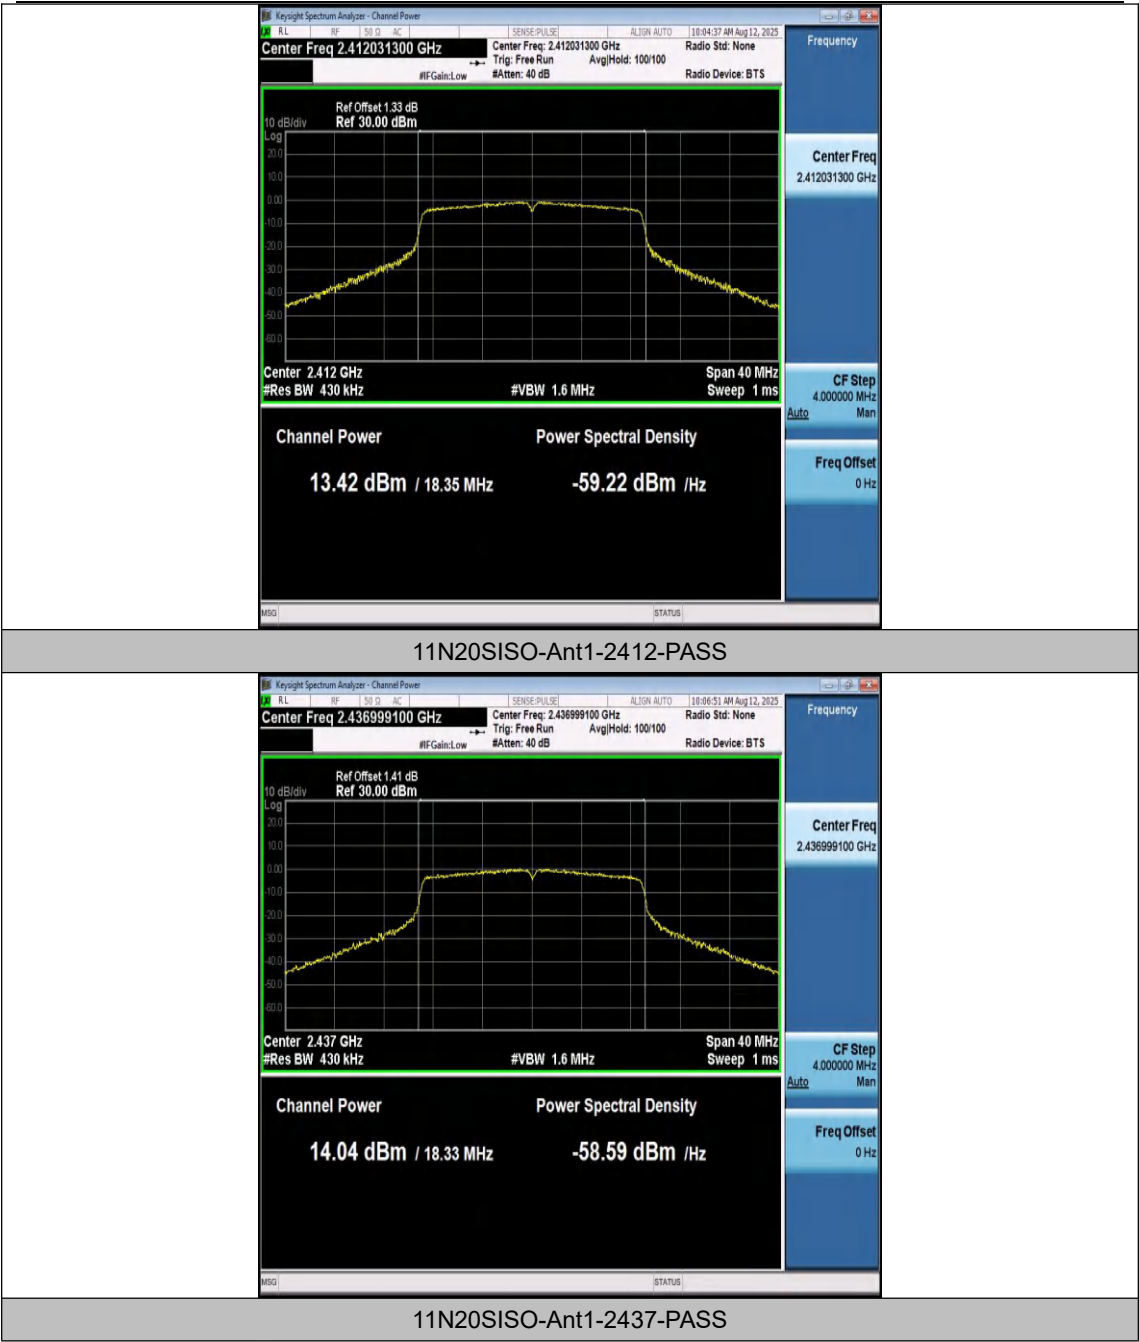 Keysight Spectrum Analyzer - Channel Power
RL RF 50 Ω AC SENSE:PULSE ALIGN AUTO 10:04:37 AM Aug 12, 2025
Center Freq 2.412031300 GHz
Center Freq: 2.412031300 GHz
Radio Std: None
Trig: Free Run Avg|Hold: 100/100
#IFGain:Low
#Atten: 40 dB
Radio Device: BTS
Frequency
Ref Offset 1.33 dB
10 dB/div Ref 30.00 dBm
Log
20.0
10.0
0.00
-10.0
-20.0
-30.0
-40.0
-50.0
-60.0
Center Freq
2.412031300 GHz
Center 2.412 GHz Span 40 MHz
#Res BW 430 kHz #VBW 1.6 MHz Sweep 1 ms
CF Step
4.000000 MHz
Auto Man
Channel Power Power Spectral Density
13.42 dBm / 18.35 MHz -59.22 dBm /Hz
Freq Offset
0 Hz
MSG STATUS
11N20SISO-Ant1-2412-PASS
Keysight Spectrum Analyzer - Channel Power
RL RF 50 Ω AC SENSE:PULSE ALIGN AUTO 10:06:51 AM Aug 12, 2025
Center Freq 2.436999100 GHz
Center Freq: 2.436999100 GHz
Radio Std: None
Trig: Free Run Avg|Hold: 100/100
#IFGain:Low
#Atten: 40 dB
Radio Device: BTS
Frequency
Ref Offset 1.41 dB
10 dB/div Ref 30.00 dBm
Log
20.0
10.0
0.00
-10.0
-20.0
-30.0
-40.0
-50.0
-60.0
Center Freq
2.436999100 GHz
Center 2.437 GHz Span 40 MHz
#Res BW 430 kHz #VBW 1.6 MHz Sweep 1 ms
CF Step
4.000000 MHz
Auto Man
Channel Power Power Spectral Density
14.04 dBm / 18.33 MHz -58.59 dBm /Hz
Freq Offset
0 Hz
MSG STATUS
11N20SISO-Ant1-2437-PASS